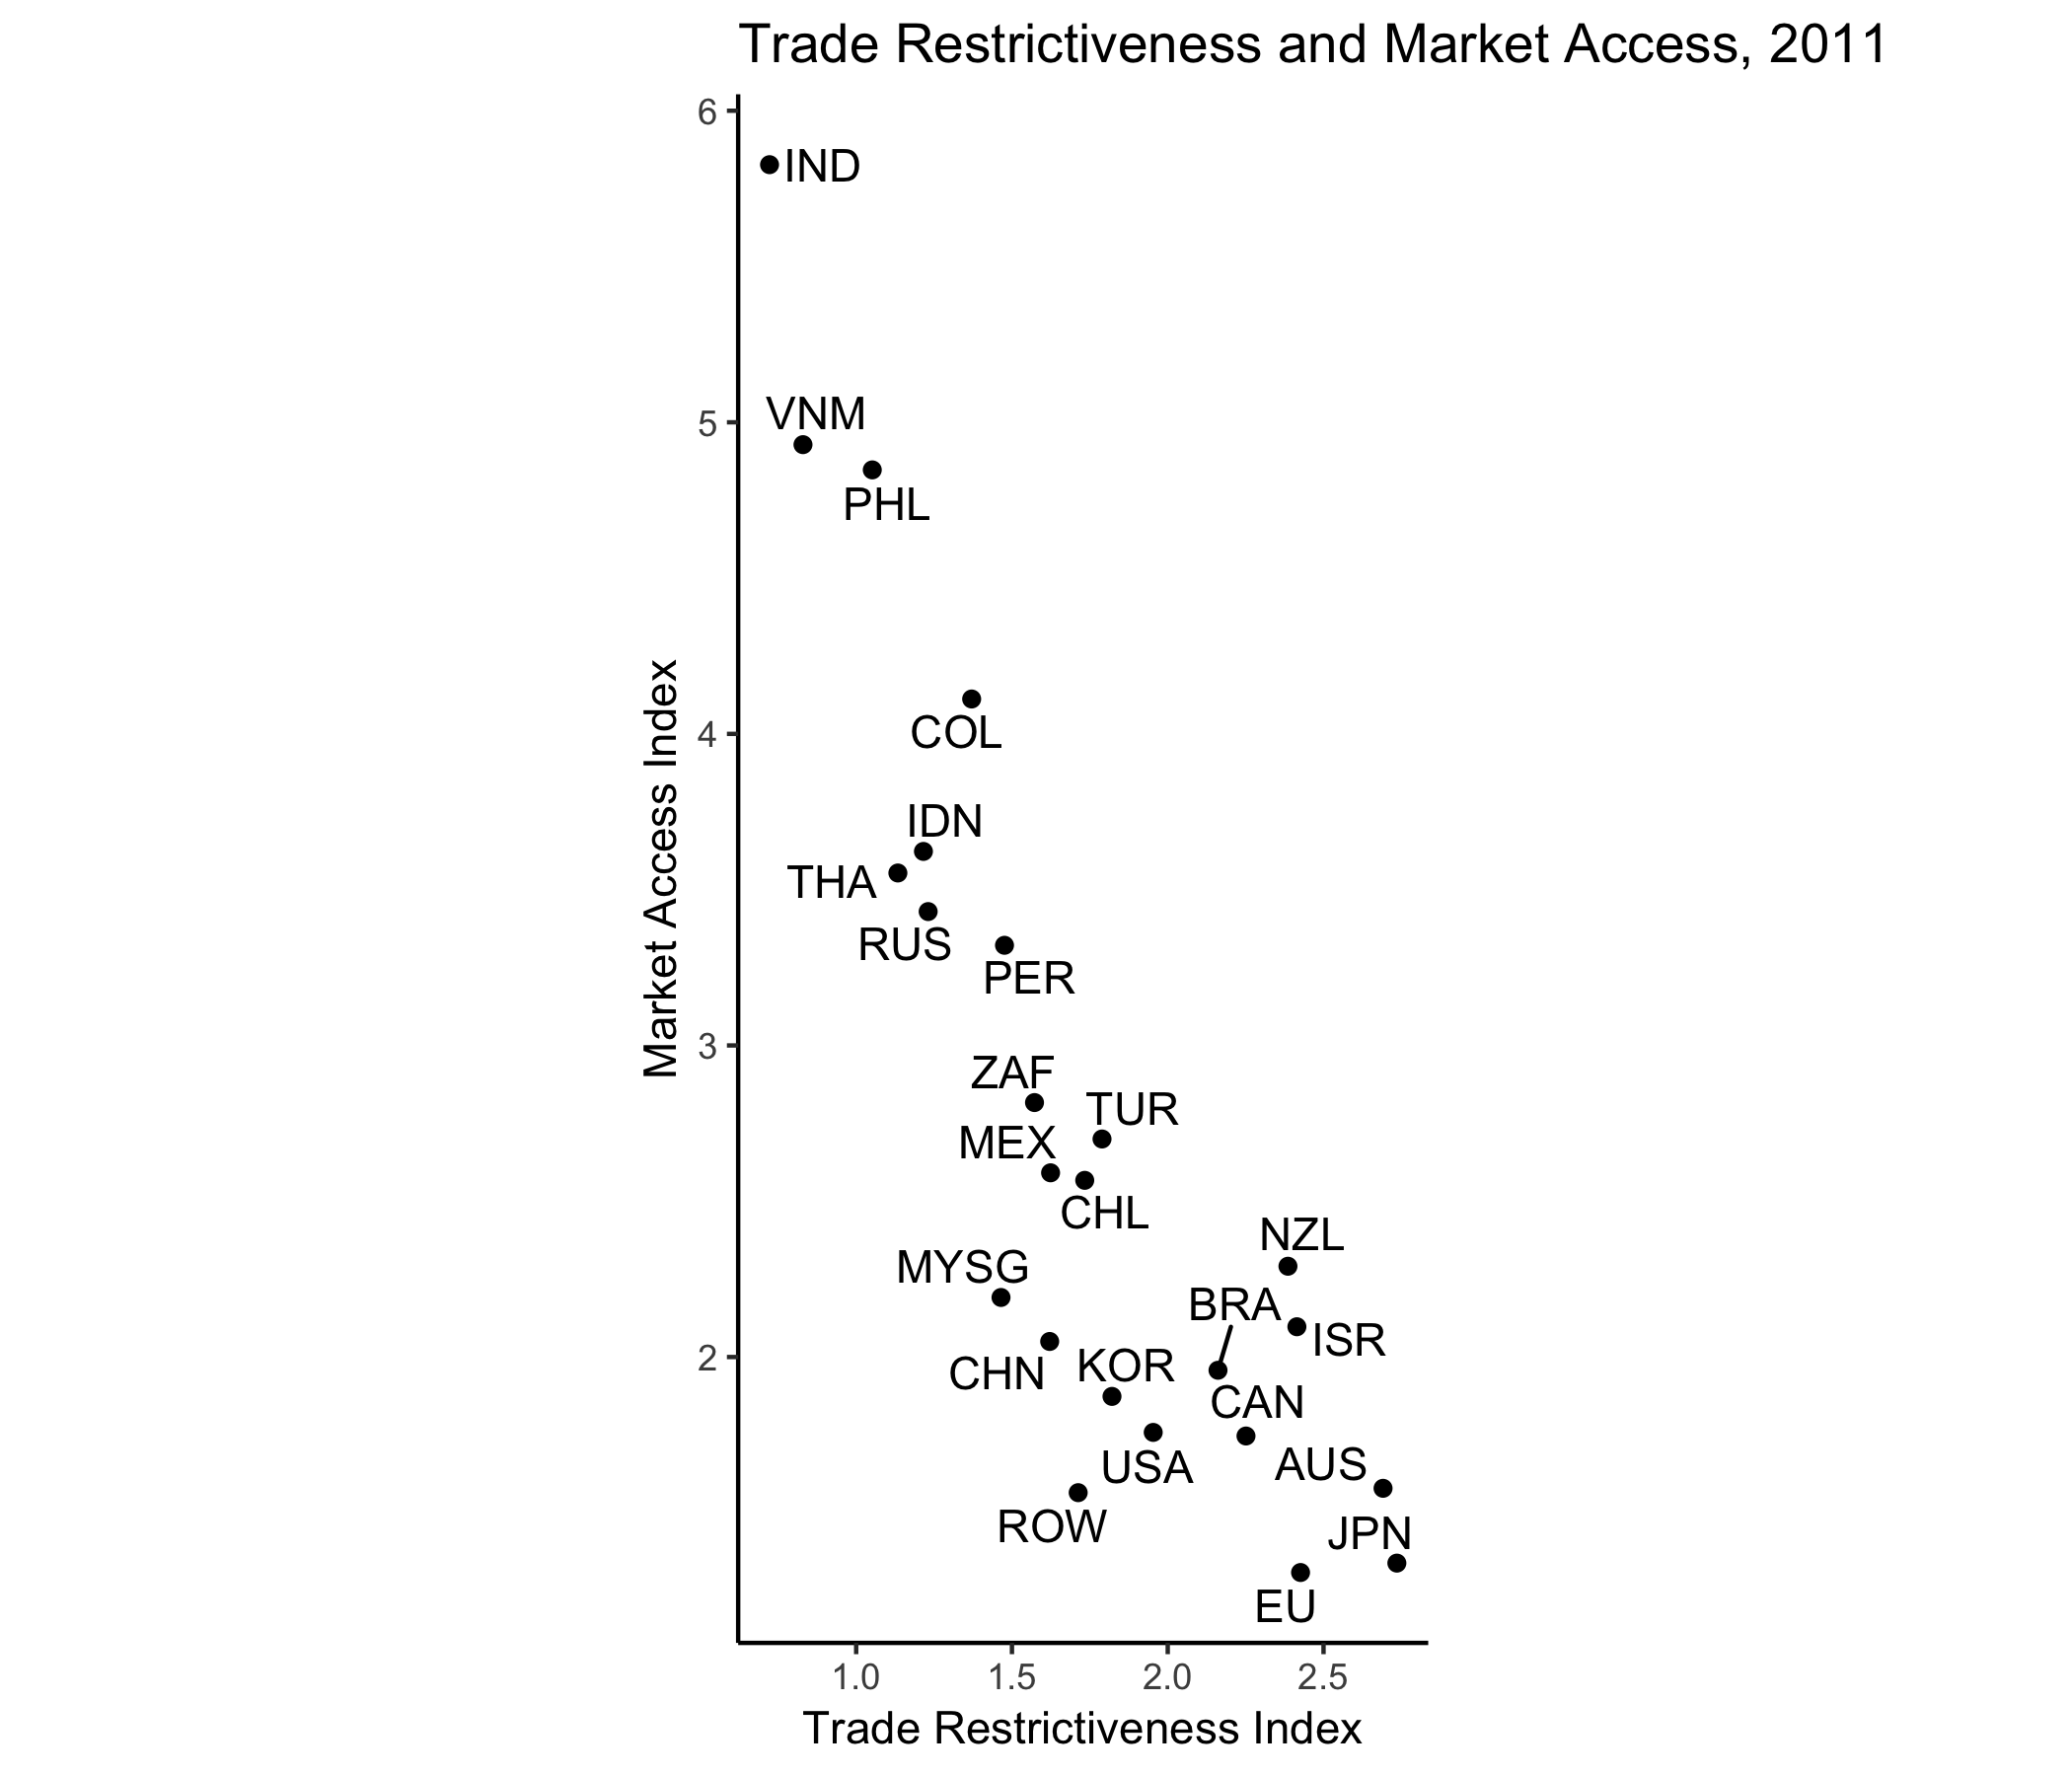 Trade Restrictiveness and Market Access, 2011
6
IND
5
VNM
PHL
4
COL
IDN
THA
RUS
PER
Market Access Index
3
ZAF
TUR
MEX
CHL
NZL
MYSG
BRA
ISR
2
KOR
CHN
CAN
AUS
USA
ROW
JPN
EU
1.0 1.5 2.0 2.5
Trade Restrictiveness Index